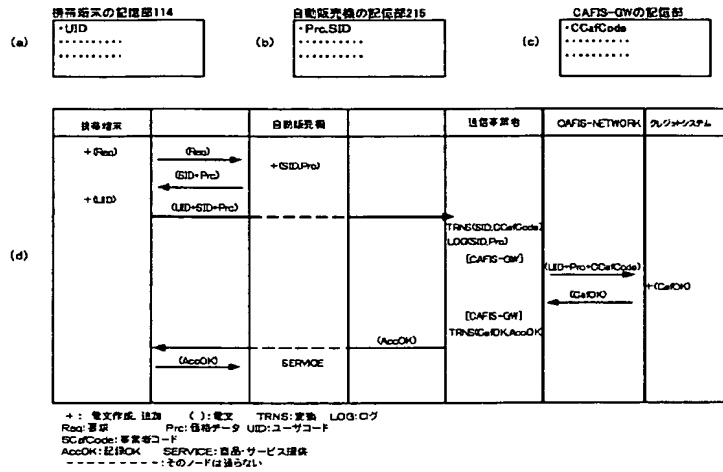 携帯端末の記憶部114
自動販売機の記憶部215
CAFIS-GWの記憶部
(a)
・UID
(b)
・Prc,SID
(c)
・CCafCode
携帯端末
自動販売機
通信事業者
CAFIS-NETWORK
クレジットシステム
+(Req)
(Req)
+(SID,Prc)
(SID+Prc)
+(UID)
(UID+SID+Prc)
TRNS(SID,CCafCode)
LOG(SID,Prc)
(d)
[CAFIS-GW]
(UID+Prc+CCafCode)
+(CafOK)
(CafOK)
[CAFIS-GW]
TRNS(CafOK,AccOK)
(AccOK)
(AccOK)
SERVICE
+: 電文作成、追加 ( ):電文 TRNS:変換 LOG:ログ
Req:要求 Prc:価格データ UID:ユーザコード
SCafCode:事業者コード
AccOK:記録OK SERVICE:商品・サービス提供
----------:そのノードは通らない